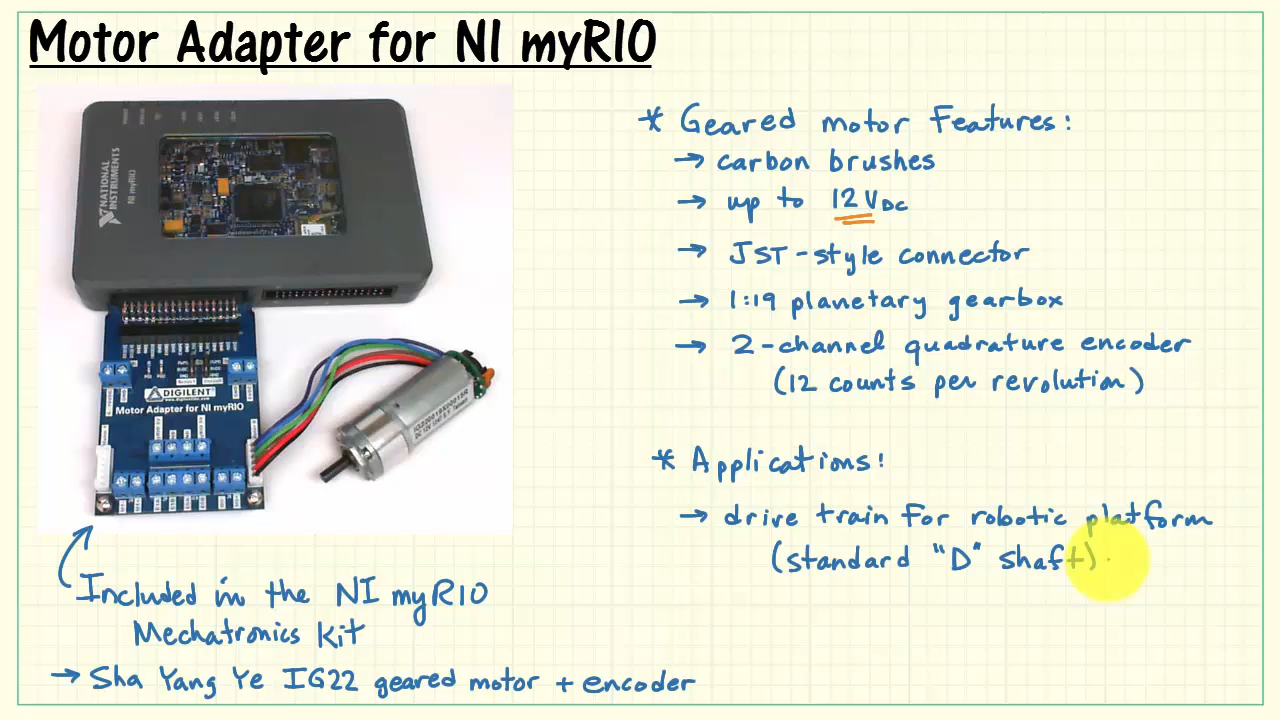 Motor Adapter for NI myRIO
NATIONAL
INSTRUMENTS
NI myRIO
DIGILENT
www.digilentinc.com
Motor Adapter for NI myRIO
* Geared motor Features:
→ carbon brushes
→ up to 12 VDC
→ JST-style connector
→ 1:19 planetary gearbox
→ 2-channel quadrature encoder
(12 counts per revolution)
* Applications:
→ drive train for robotic platform
(standard "D" shaft)
Included in the NI myRIO
Mechatronics Kit
→ Sha Yang Ye IG22 geared motor + encoder